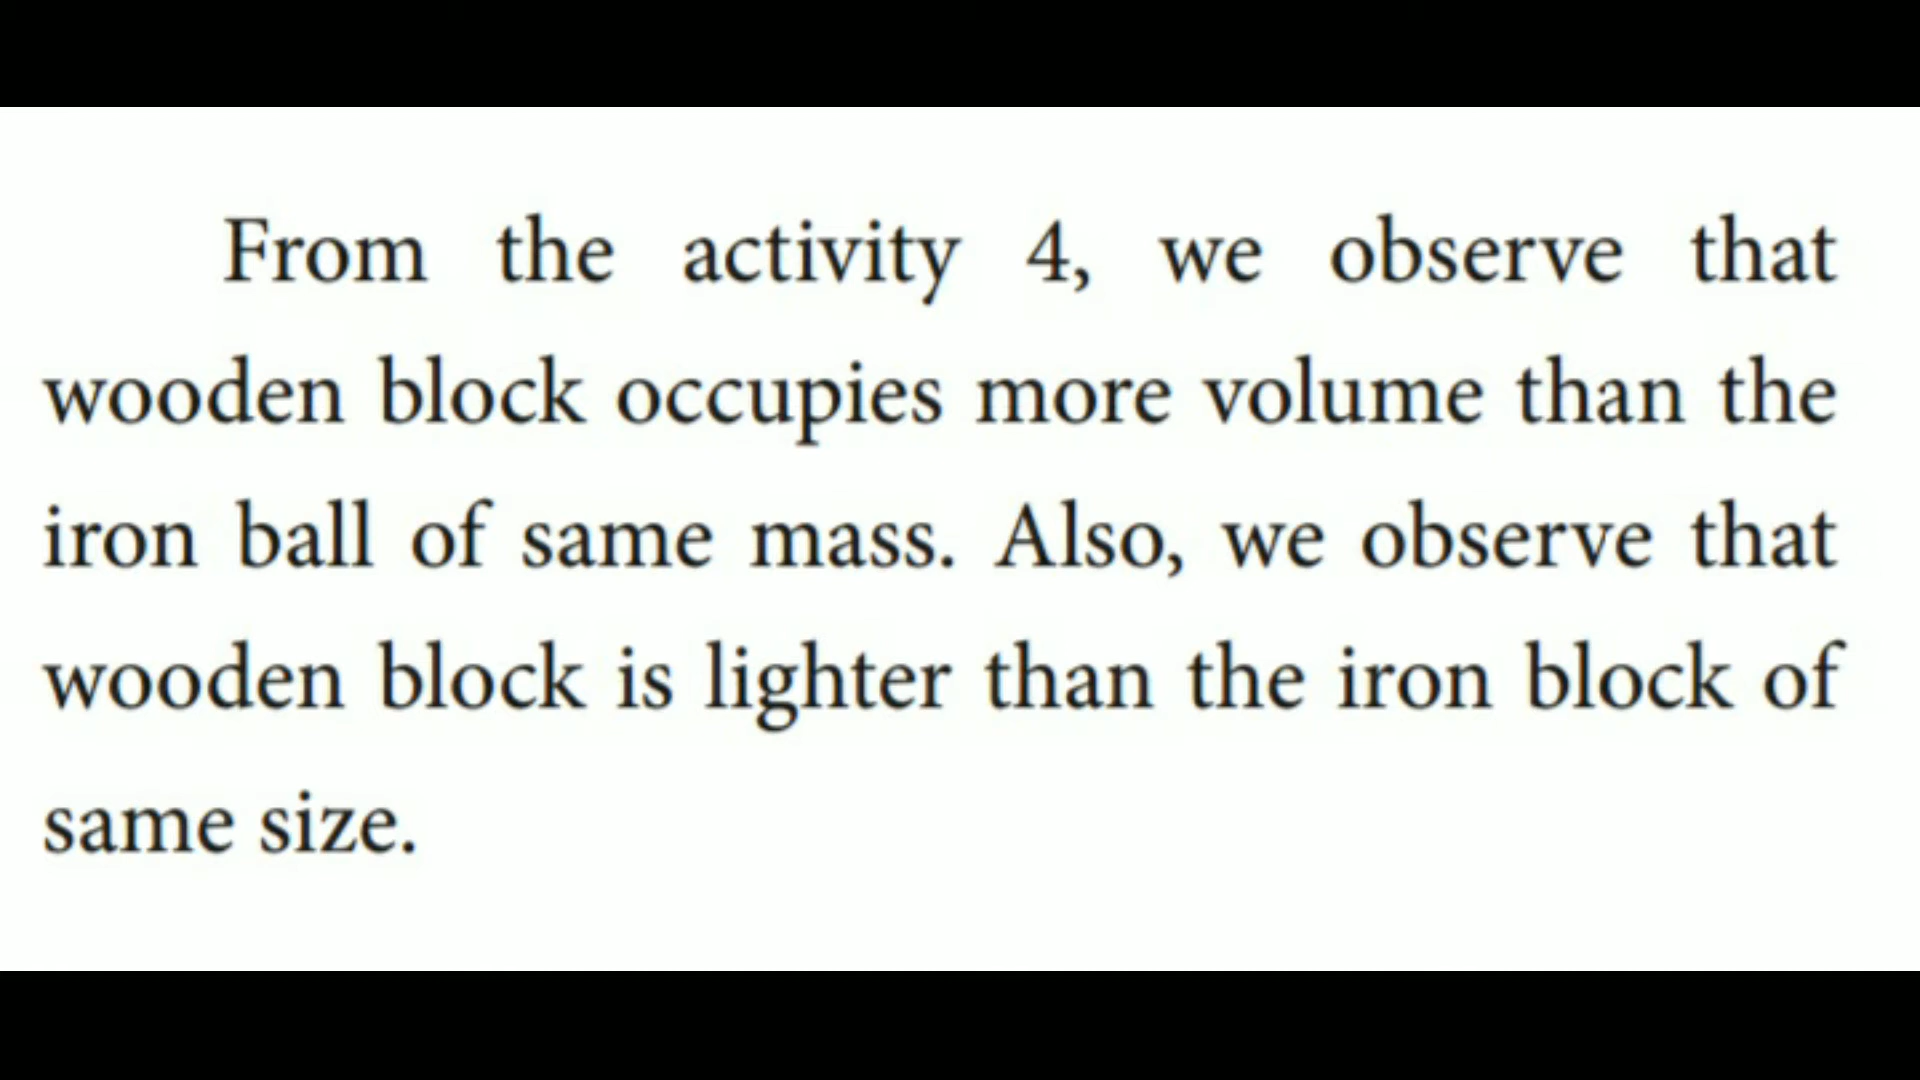 From the activity 4, we observe that
wooden block occupies more volume than the
iron ball of same mass. Also, we observe that
wooden block is lighter than the iron block of
same size.